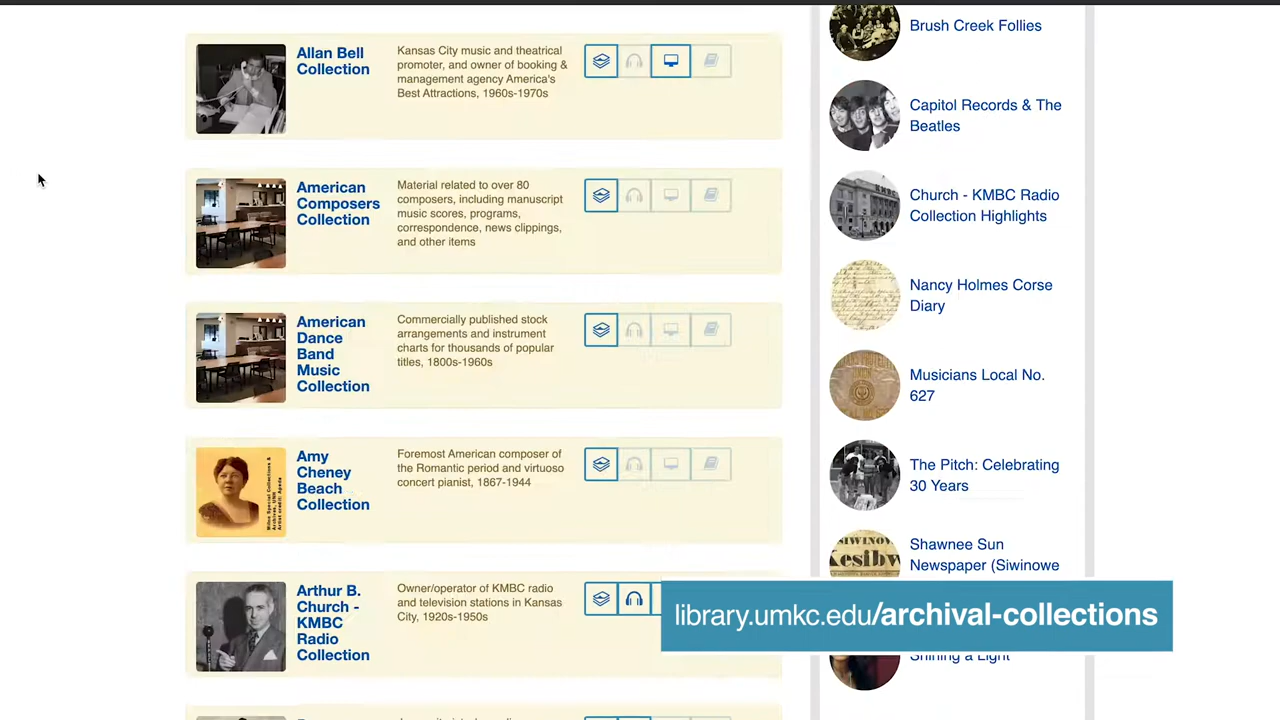 Allan Bell
Collection
Kansas City music and theatrical
promoter, and owner of booking &
management agency America's
Best Attractions, 1960s-1970s
American
Composers
Collection
Material related to over 80
composers, including manuscript
music scores, programs,
correspondence, news clippings,
and other items
American
Dance
Band
Music
Collection
Commercially published stock
arrangements and instrument
charts for thousands of popular
titles, 1800s-1960s
Amy
Cheney
Beach
Collection
Foremost American composer of
the Romantic period and virtuoso
concert pianist, 1867-1944
Milne Special Collections &
Archives, UNH
Arthur B.
Church -
KMBC
Radio
Collection
Owner/operator of KMBC radio
and television stations in Kansas
City, 1920s-1950s
Brush Creek Follies
Capitol Records & The
Beatles
Church - KMBC Radio
Collection Highlights
Nancy Holmes Corse
Diary
Musicians Local No.
627
The Pitch: Celebrating
30 Years
Shawnee Sun
Newspaper (Siwinowe
Shining a Light
library.umkc.edu/archival-collections